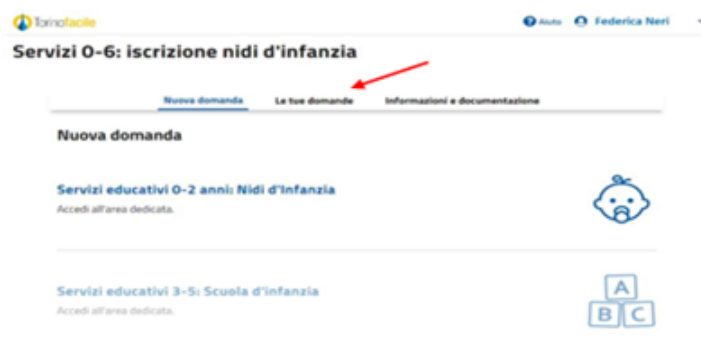 Torinofacile
Aiuto Federica Neri
Servizi 0-6: iscrizione nidi d'infanzia
Nuova domanda Le tue domande Informazioni e documentazione
Nuova domanda
Servizi educativi 0-2 anni: Nidi d'Infanzia
Accedi all'area dedicata.
Servizi educativi 3-5: Scuola d'infanzia
Accedi all'area dedicata.
A
B C